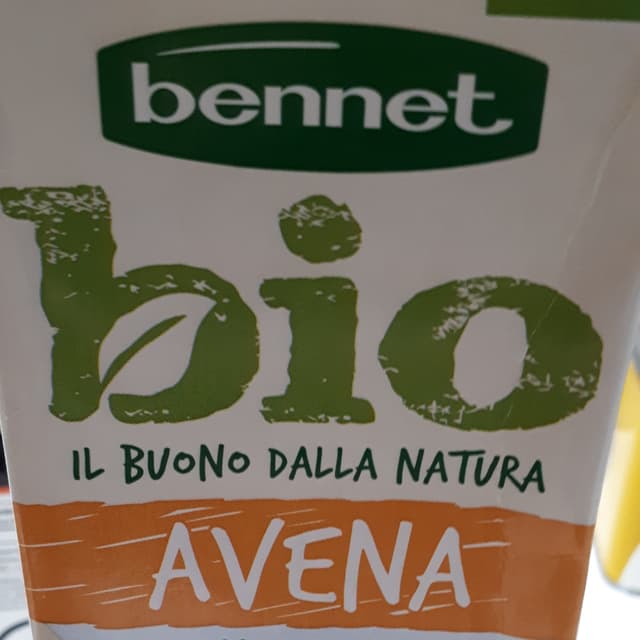 bennet
bio
IL BUONO DALLA NATURA
AVENA